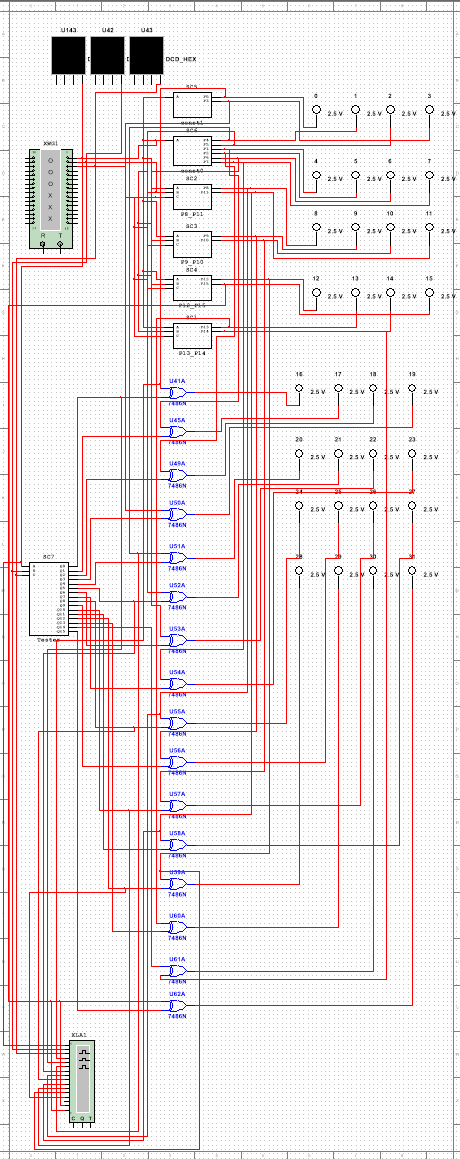 U143 U42 U43
DCD_HEX
SC5
0 1 2 3
2.5 V 2.5 V 2.5 V 2.5 V
const1
SC6
XWG1
4 5 6 7
2.5 V 2.5 V 2.5 V 2.5 V
const0
SC2
P8_P11
8 9 10 11
2.5 V 2.5 V 2.5 V 2.5 V
SC3
R T
P9_P10
SC4
12 13 14 15
2.5 V 2.5 V 2.5 V 2.5 V
P12_P15
SC1
P13_P14
16 17 18 19
U41A
2.5 V 2.5 V 2.5 V 2.5 V
7486N
U45A
7486N
20 21 22 23
2.5 V 2.5 V 2.5 V 2.5 V
U49A
7486N
24 25 26 27
U50A
2.5 V 2.5 V 2.5 V 2.5 V
7486N
U51A
SC7
28 29 30 31
7486N
2.5 V 2.5 V 2.5 V 2.5 V
U52A
7486N
U53A
Tester
7486N
U54A
7486N
U55A
7486N
U56A
7486N
U57A
7486N
U58A
7486N
U59A
7486N
U60A
7486N
U61A
7486N
U62A
7486N
XLA1
C Q T